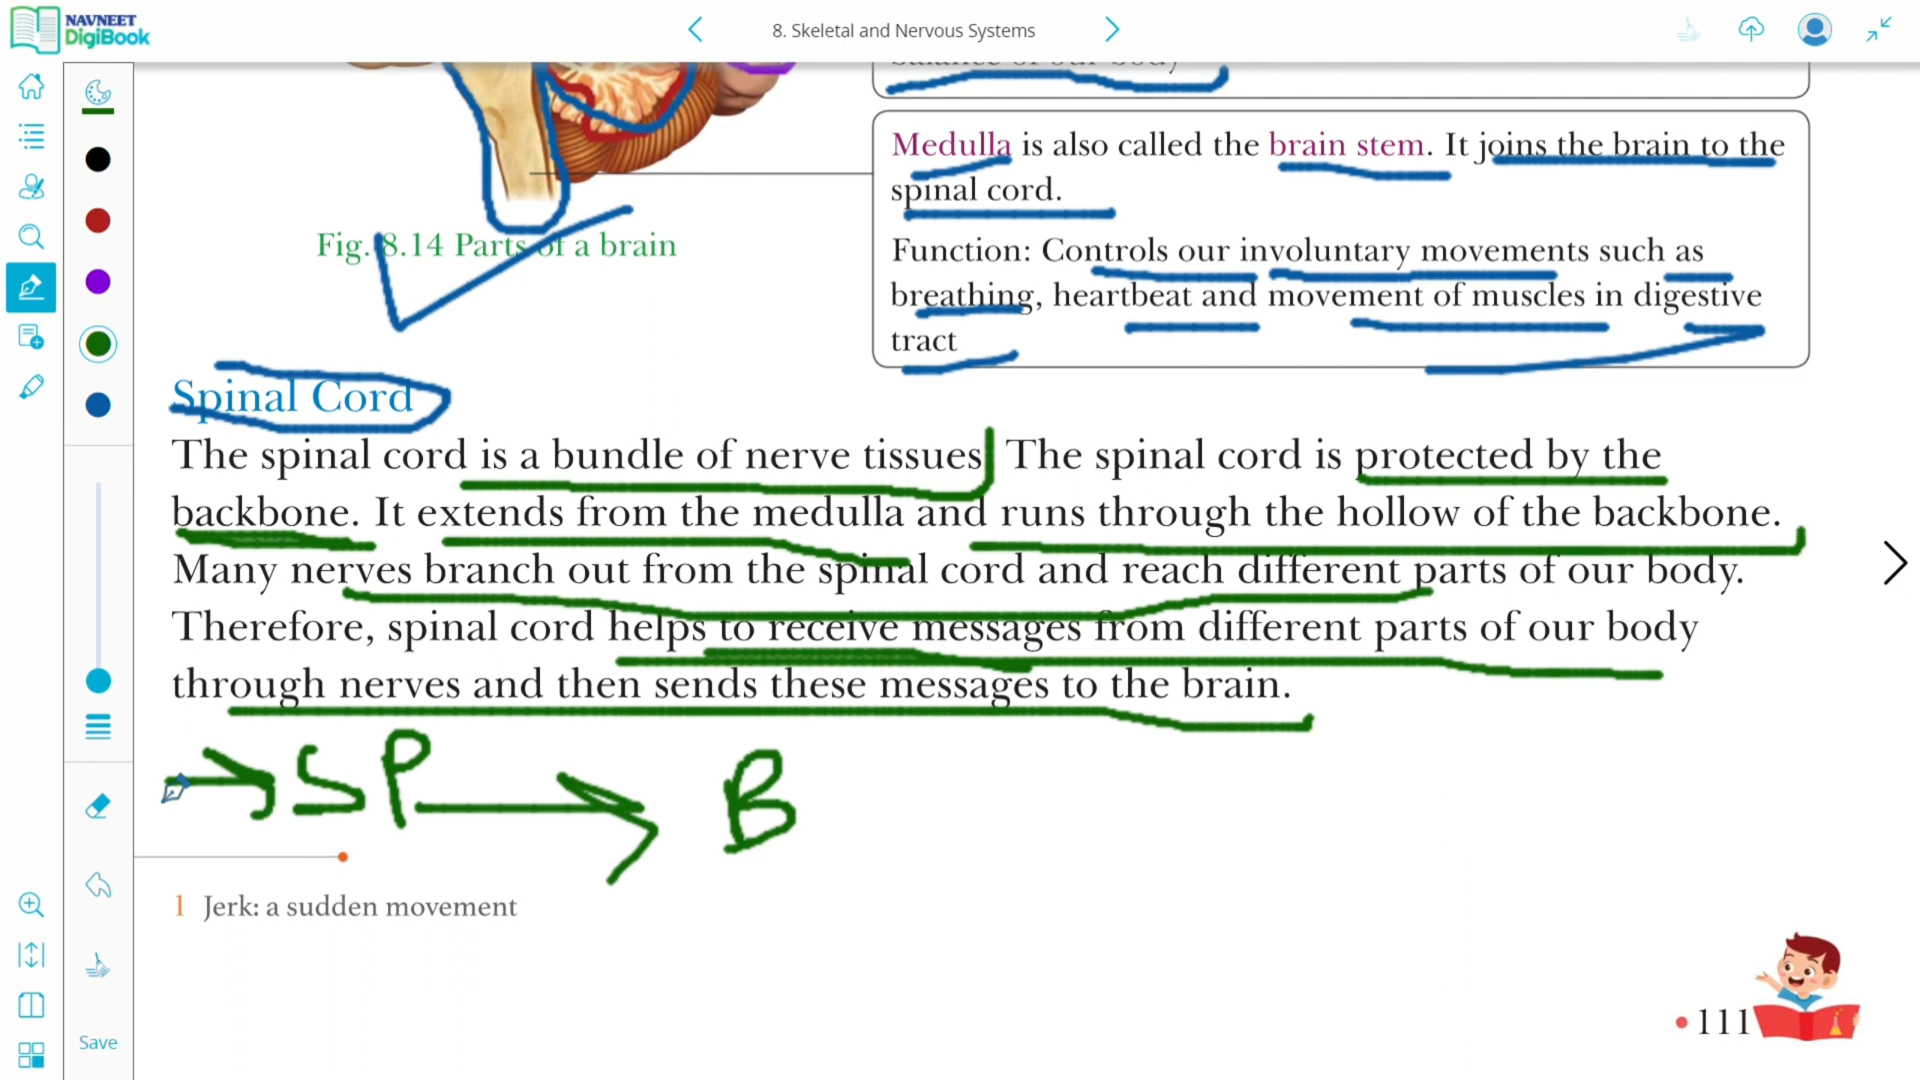 NAVNEET
DigiBook
8. Skeletal and Nervous Systems
balance of our body
Medulla is also called the brain stem. It joins the brain to the
spinal cord.
Function: Controls our involuntary movements such as
breathing, heartbeat and movement of muscles in digestive
tract
Fig. 8.14 Parts of a brain
Spinal Cord
The spinal cord is a bundle of nerve tissues. The spinal cord is protected by the
backbone. It extends from the medulla and runs through the hollow of the backbone.
Many nerves branch out from the spinal cord and reach different parts of our body.
Therefore, spinal cord helps to receive messages from different parts of our body
through nerves and then sends these messages to the brain.
SP B
1 Jerk: a sudden movement
Save
111